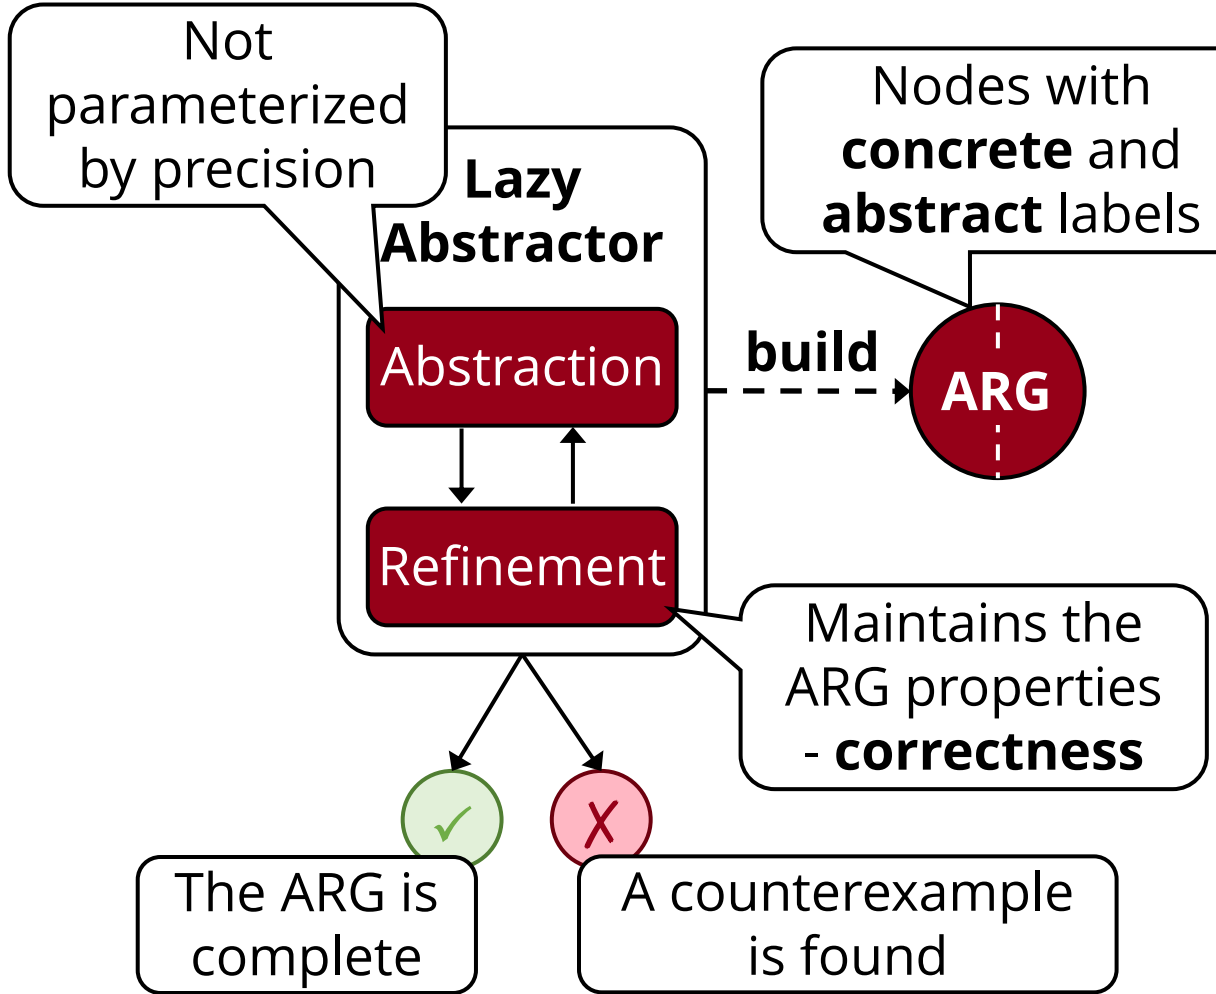 Not
parameterized
by precision
Nodes with
concrete and
abstract labels
Lazy
Abstractor
Abstraction
build
ARG
Refinement
Maintains the
ARG properties
- correctness
✓
✗
The ARG is
complete
A counterexample
is found